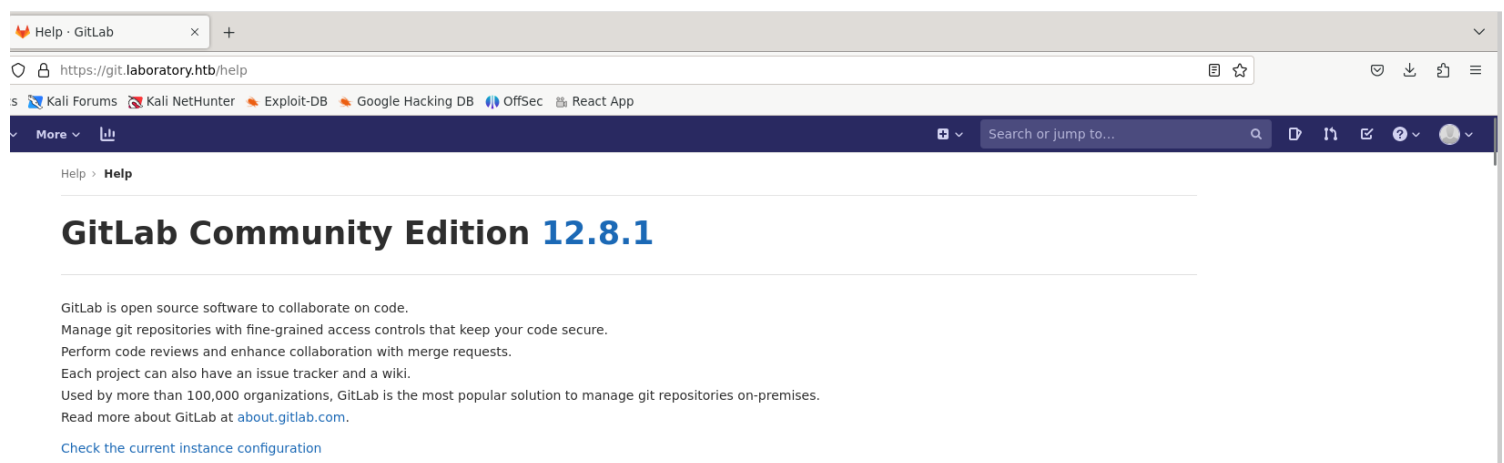 Help · GitLab
https://git.laboratory.htb/help
s Kali Forums Kali NetHunter Exploit-DB Google Hacking DB OffSec React App
More Search or jump to...
Help › Help
GitLab Community Edition 12.8.1
GitLab is open source software to collaborate on code.
Manage git repositories with fine-grained access controls that keep your code secure.
Perform code reviews and enhance collaboration with merge requests.
Each project can also have an issue tracker and a wiki.
Used by more than 100,000 organizations, GitLab is the most popular solution to manage git repositories on-premises.
Read more about GitLab at about.gitlab.com.
Check the current instance configuration